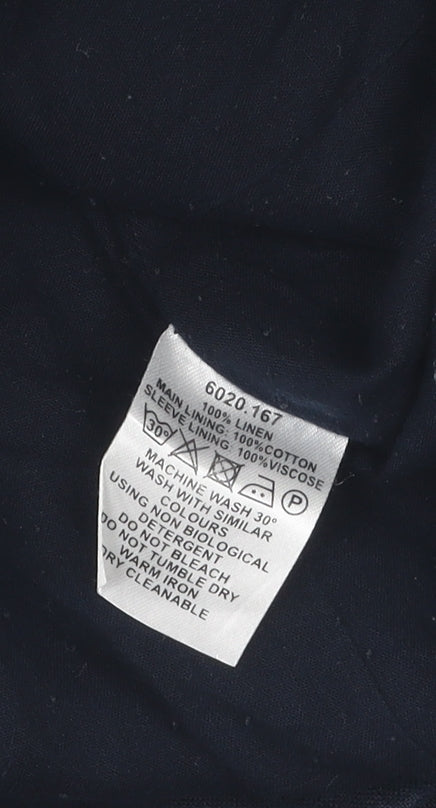 6020.167
100% LINEN
MAIN LINING: 100%COTTON
SLEEVE LINING: 100%VISCOSE
30° P
MACHINE WASH 30°
WASH WITH SIMILAR
COLOURS
USING NON BIOLOGICAL
DETERGENT
DO NOT BLEACH
DO NOT TUMBLE DRY
WARM IRON
DRY CLEANABLE